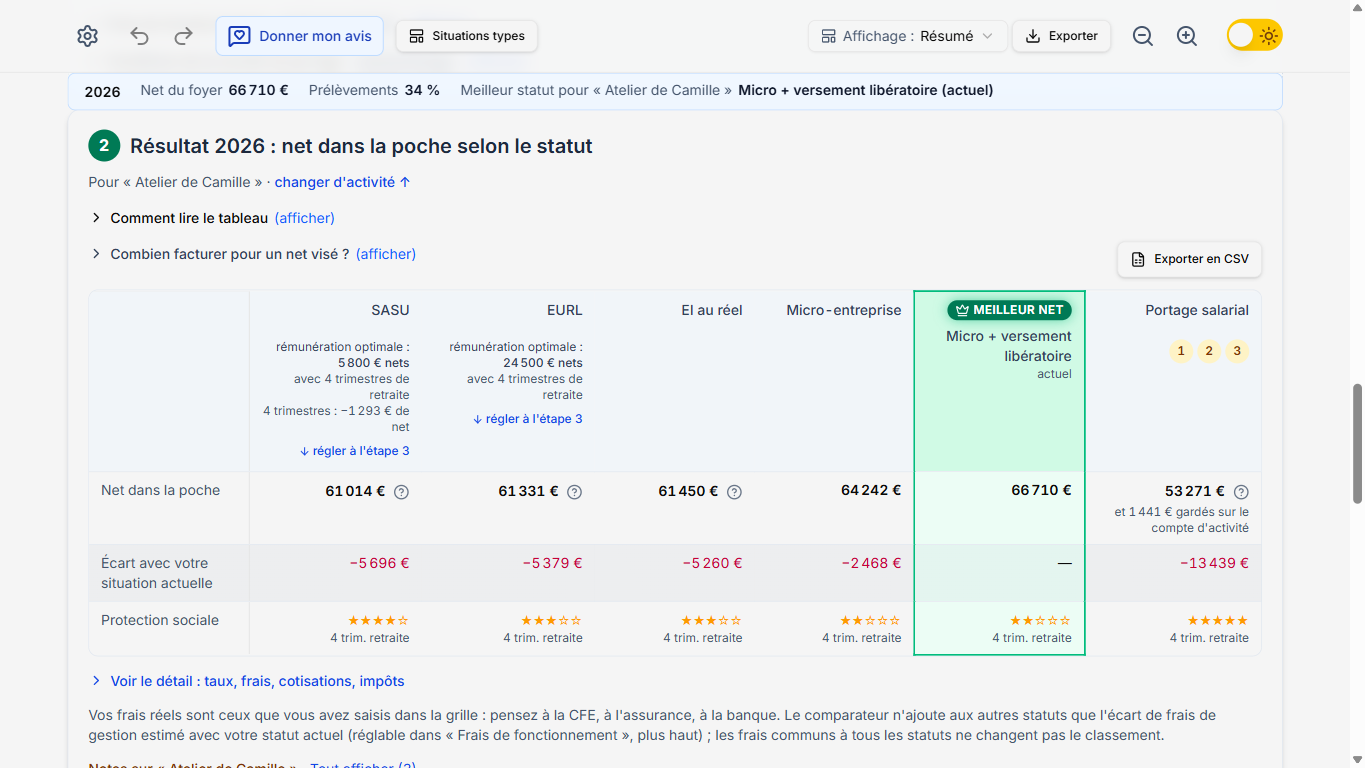 Donner mon avis
Situations types
Affichage : Résumé
Exporter
2026 Net du foyer 66 710 € Prélèvements 34 % Meilleur statut pour « Atelier de Camille » Micro + versement libératoire (actuel)
2 Résultat 2026 : net dans la poche selon le statut
Pour « Atelier de Camille » · changer d'activité ↑
Comment lire le tableau (afficher)
Combien facturer pour un net visé ? (afficher)
Exporter en CSV
SASU
rémunération optimale :
5 800 € nets
avec 4 trimestres de
retraite
4 trimestres : −1 293 € de
net
↓ régler à l'étape 3
EURL
rémunération optimale :
24 500 € nets
avec 4 trimestres de
retraite
↓ régler à l'étape 3
EI au réel
Micro-entreprise
MEILLEUR NET
Micro + versement
libératoire
actuel
Portage salarial
1 2 3
Net dans la poche 61 014 € ? 61 331 € ? 61 450 € ? 64 242 € 66 710 € 53 271 € ?
et 1 441 € gardés sur le
compte d'activité
Écart avec votre
situation actuelle
−5 696 € −5 379 € −5 260 € −2 468 € — −13 439 €
Protection sociale ★★★★☆ ★★★☆☆ ★★★☆☆ ★★☆☆☆ ★★☆☆☆ ★★★★★
4 trim. retraite 4 trim. retraite 4 trim. retraite 4 trim. retraite 4 trim. retraite 4 trim. retraite
Voir le détail : taux, frais, cotisations, impôts
Vos frais réels sont ceux que vous avez saisis dans la grille : pensez à la CFE, à l'assurance, à la banque. Le comparateur n'ajoute aux autres statuts que l'écart de frais de
gestion estimé avec votre statut actuel (réglable dans « Frais de fonctionnement », plus haut) ; les frais communs à tous les statuts ne changent pas le classement.
Notes sur « Atelier de Camille » · Tout afficher (3)